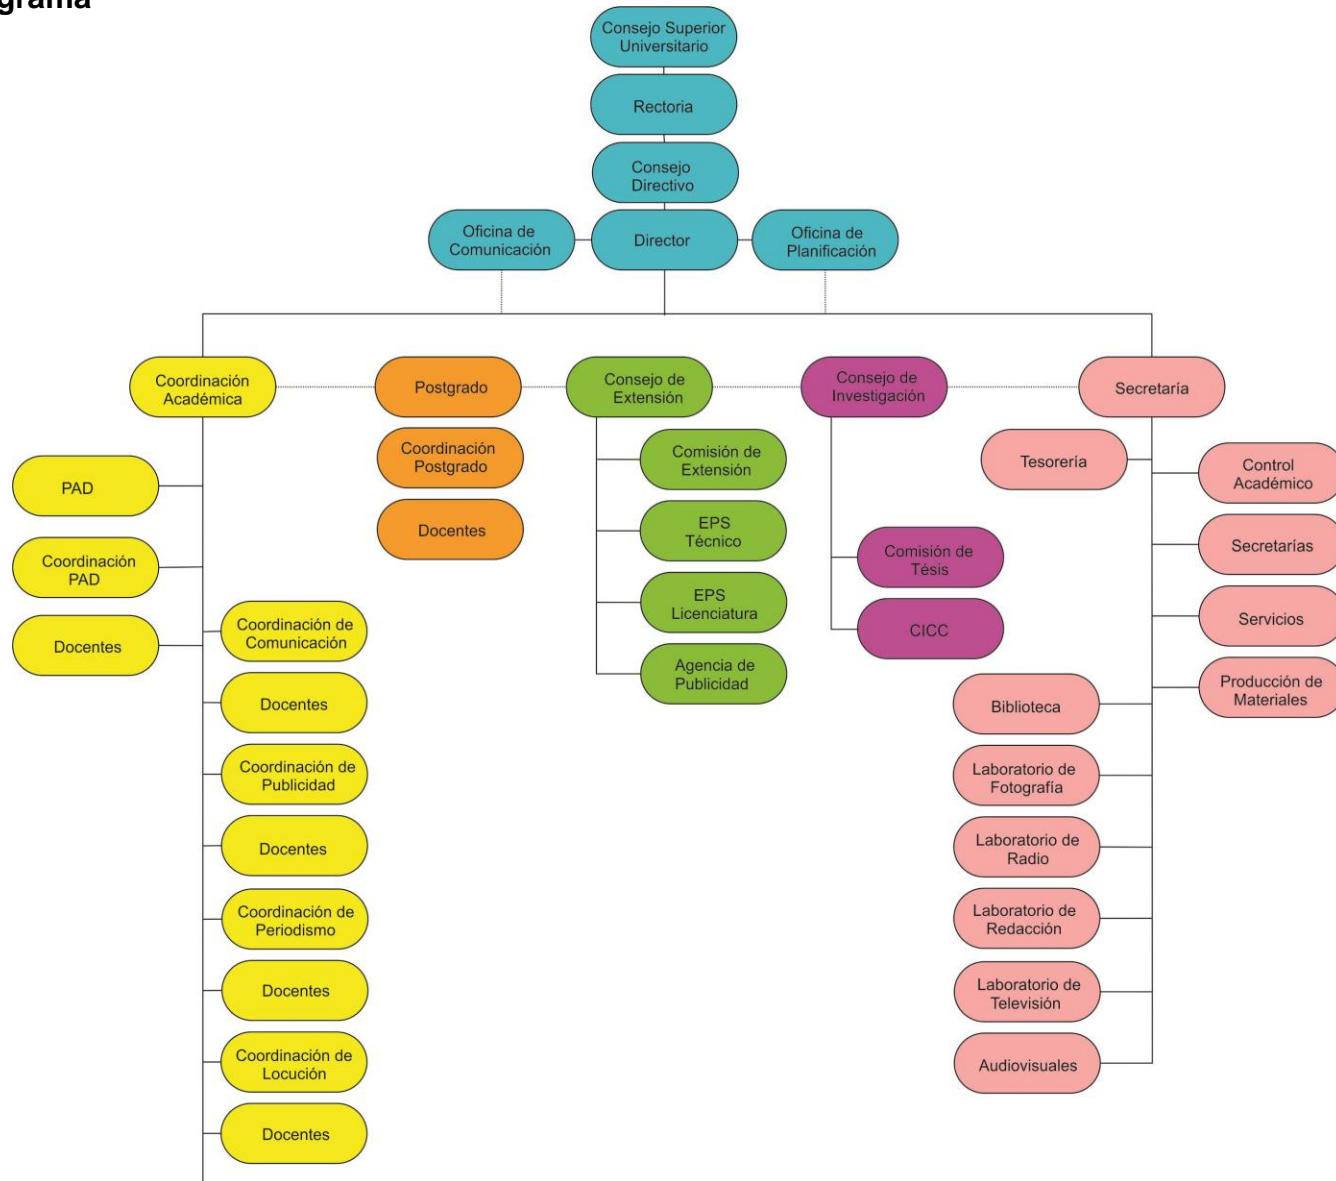 grama
Consejo Superior
Universitario
Rectoria
Consejo
Directivo
Oficina de
Comunicación
Director
Oficina de
Planificación
Coordinación
Académica
Postgrado
Consejo de
Extensión
Consejo de
Investigación
Secretaría
PAD
Coordinación
PAD
Docentes
Coordinación de
Comunicación
Docentes
Coordinación de
Publicidad
Docentes
Coordinación de
Periodismo
Docentes
Coordinación de
Locución
Docentes
Coordinación
Postgrado
Docentes
Comisión de
Extensión
EPS
Técnico
EPS
Licenciatura
Agencia de
Publicidad
Comisión de
Tésis
CICC
Tesorería
Control
Académico
Secretarías
Servicios
Producción de
Materiales
Biblioteca
Laboratorio de
Fotografía
Laboratorio de
Radio
Laboratorio de
Redacción
Laboratorio de
Televisión
Audiovisuales